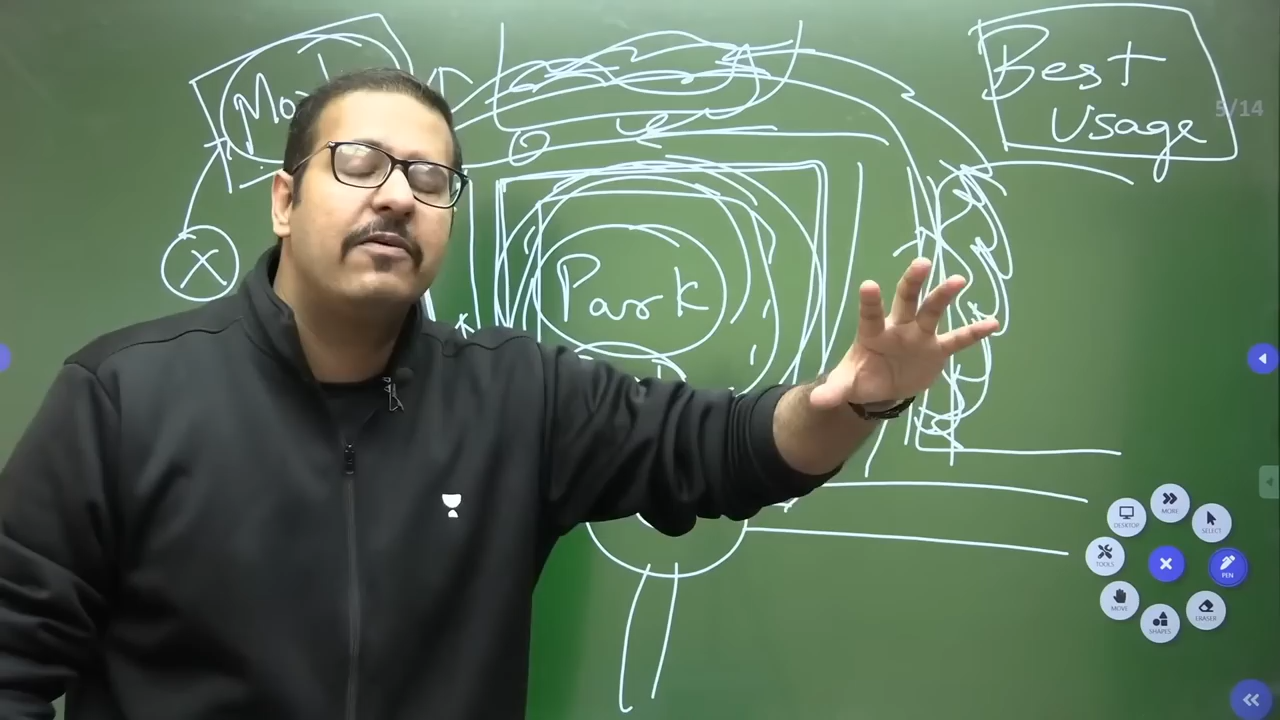 Best
Usage
5/14
X
Park
MORE
DESKTOP
SELECT
TOOLS
PEN
MOVE
ERASER
SHAPES